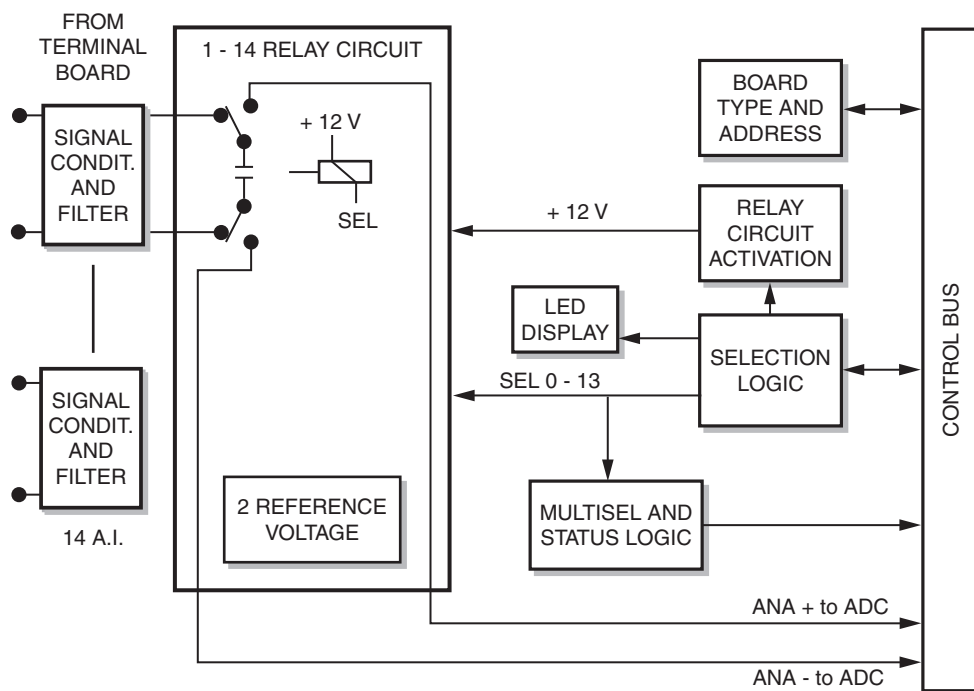 FROM
TERMINAL
BOARD
SIGNAL
CONDIT.
AND
FILTER
SIGNAL
CONDIT.
AND
FILTER
14 A.I.
1 - 14 RELAY CIRCUIT
+ 12 V
SEL
2 REFERENCE
VOLTAGE
BOARD
TYPE AND
ADDRESS
+ 12 V
RELAY
CIRCUIT
ACTIVATION
LED
DISPLAY
SELECTION
LOGIC
SEL 0 - 13
MULTISEL AND
STATUS LOGIC
ANA + to ADC
ANA - to ADC
CONTROL BUS